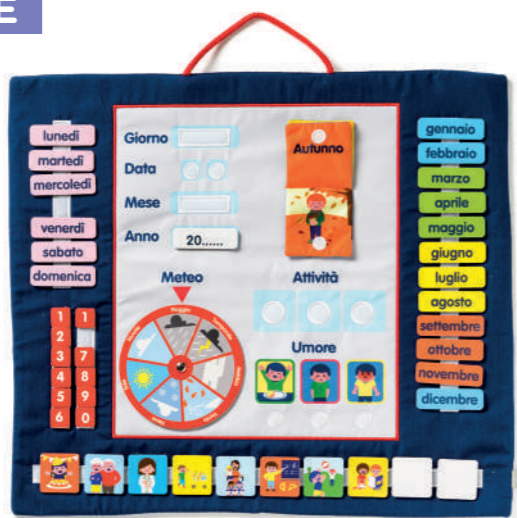 E
lunedì
martedì
mercoledì
venerdì
sabato
domenica
1 1
2
3 7
4 8
5 9
6 0
Giorno
Data
Mese
Anno
20......
Autunno
Meteo
Pioggia
Temporale
Attività
Umore
gennaio
febbraio
marzo
aprile
maggio
giugno
luglio
agosto
settembre
ottobre
novembre
dicembre